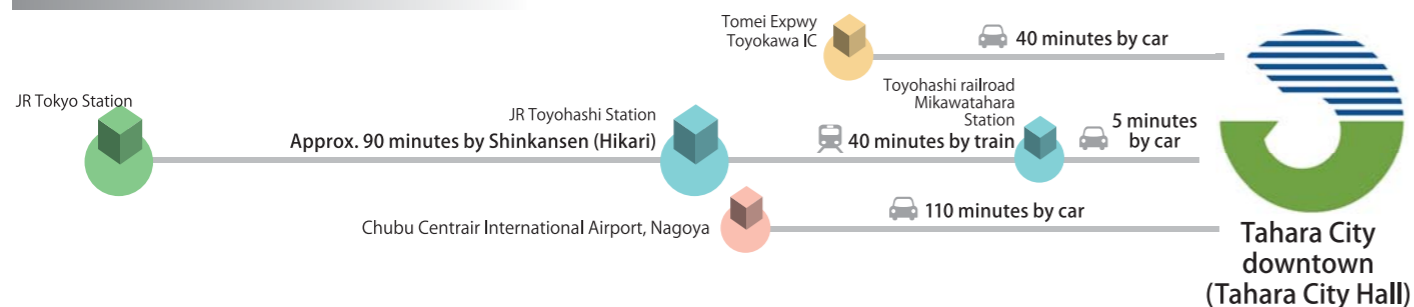 Tomei Expwy
Toyokawa IC
40 minutes by car
JR Tokyo Station
JR Toyohashi Station
Approx. 90 minutes by Shinkansen (Hikari)
Toyohashi railroad
Mikawatahara
Station
40 minutes by train
5 minutes
by car
Chubu Centrair International Airport, Nagoya
110 minutes by car
Tahara City
downtown
(Tahara City Hall)